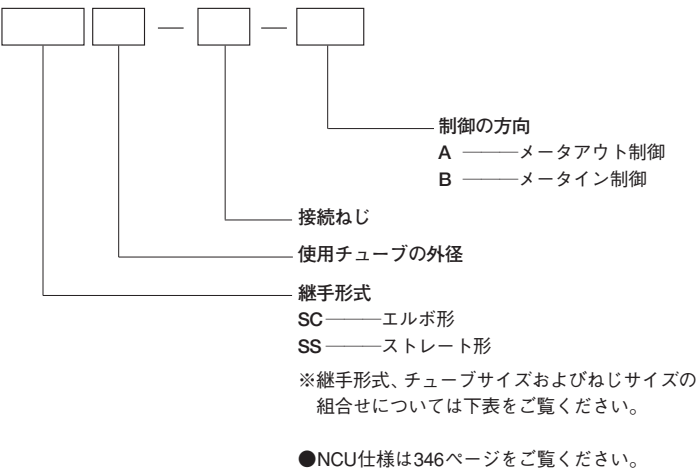 制御の方向
A ───メータアウト制御
B ───メータイン制御
接続ねじ
使用チューブの外径
継手形式
SC───エルボ形
SS───ストレート形
※継手形式、チューブサイズおよびねじサイズの
組合せについては下表をご覧ください。
●NCU仕様は346ページをご覧ください。